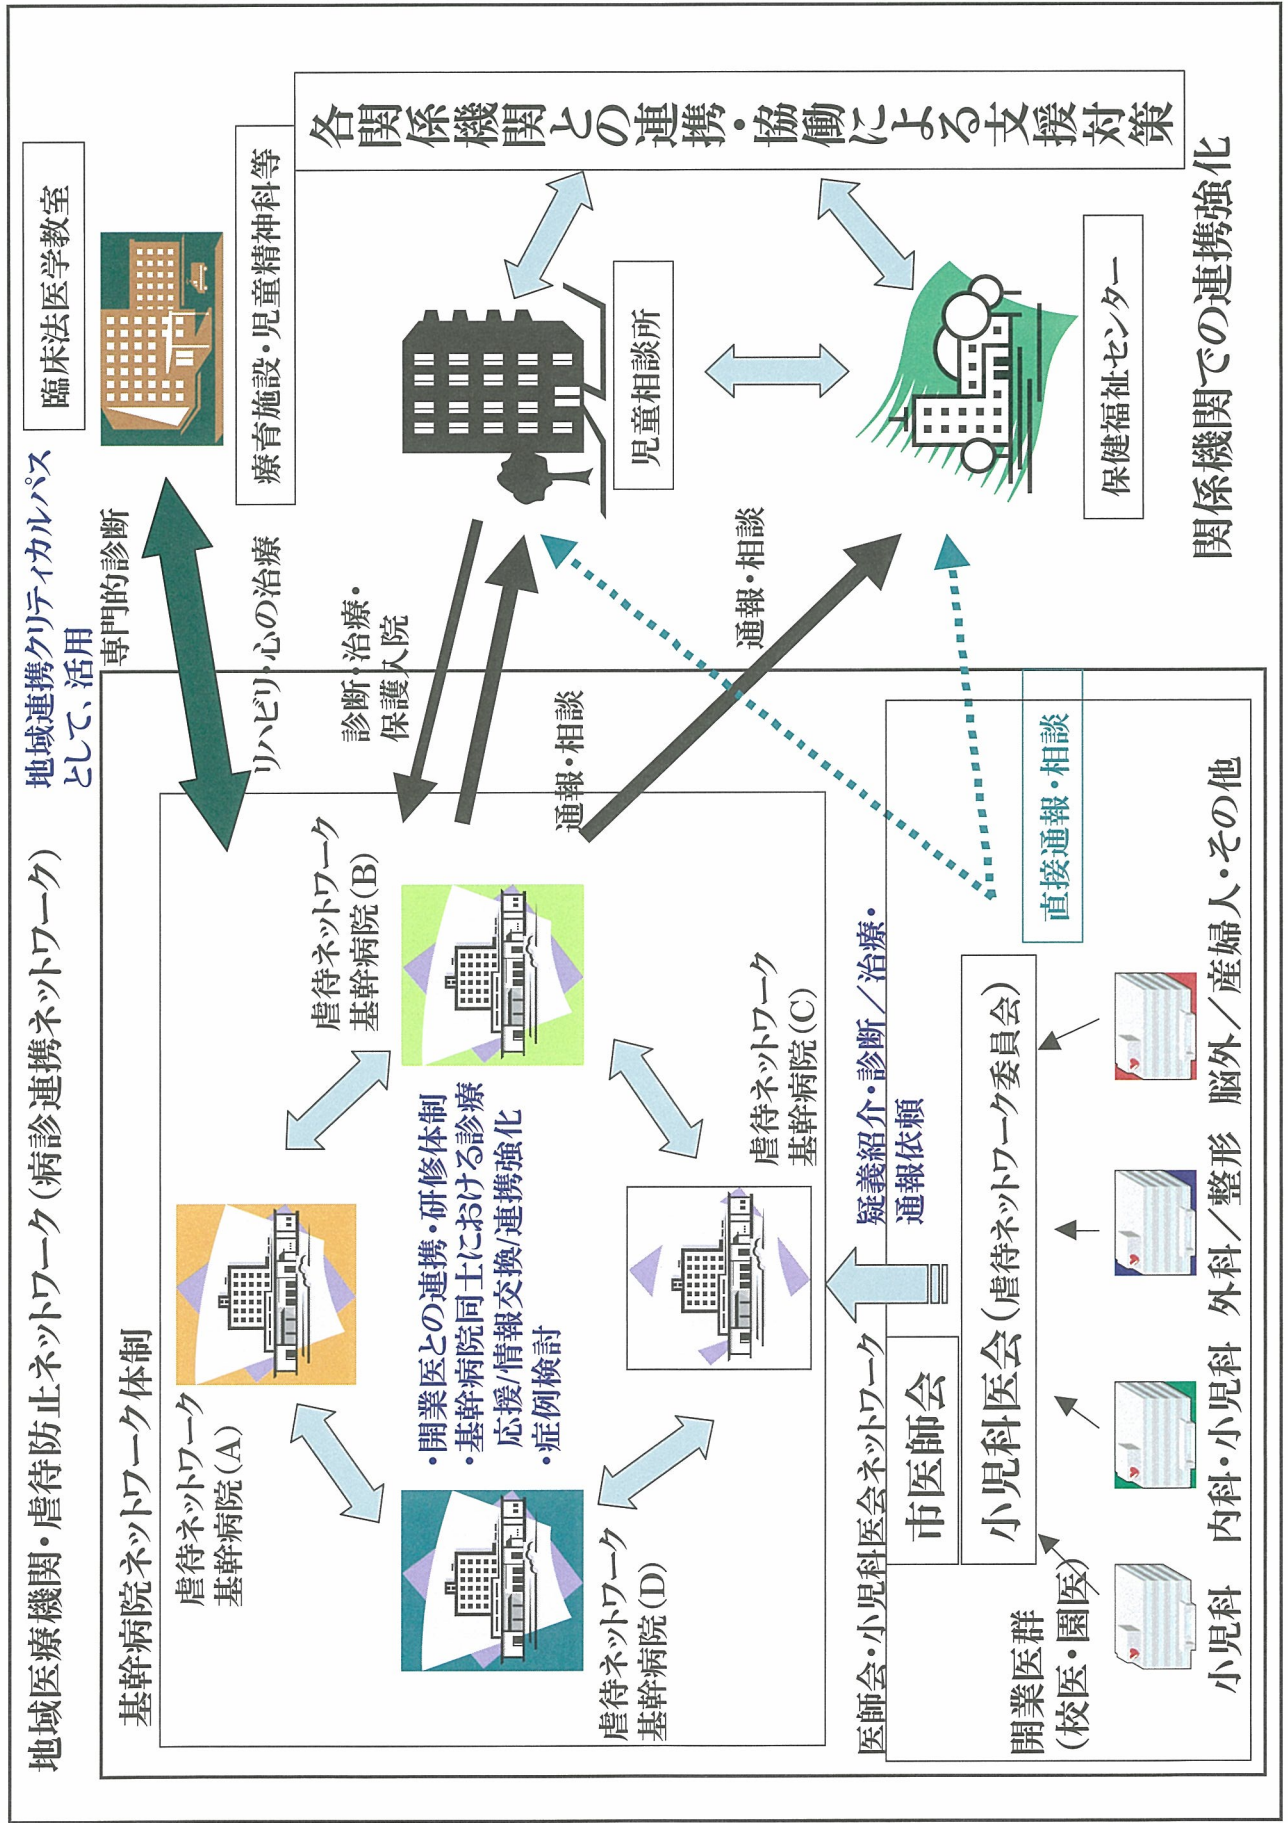 地域医療機関・虐待防止ネットワーク（病診連携ネットワーク）
地域連携クリティカルパス
として、活用
臨床法医学教室
専門的診断
基幹病院ネットワーク体制
虐待ネットワーク
基幹病院(A)
リハビリ・心の治療
療育施設・児童精神科等
虐待ネットワーク
基幹病院(B)
診断・治療・
保護入院
各関係機関との連携・協働による支援対策
・開業医との連携・研修体制
・基幹病院同士における診療
応援/情報交換/連携強化
・症例検討
通報・相談
児童相談所
虐待ネットワーク
基幹病院(D)
虐待ネットワーク
基幹病院(C)
通報・相談
医師会・小児科医会ネットワーク
疑義紹介・診断／治療・
通報依頼
市医師会
小児科医会（虐待ネットワーク委員会）
直接通報・相談
保健福祉センター
開業医群
（校医・園医）
小児科
内科・小児科
外科／整形
脳外／産婦人・その他
関係機関での連携強化